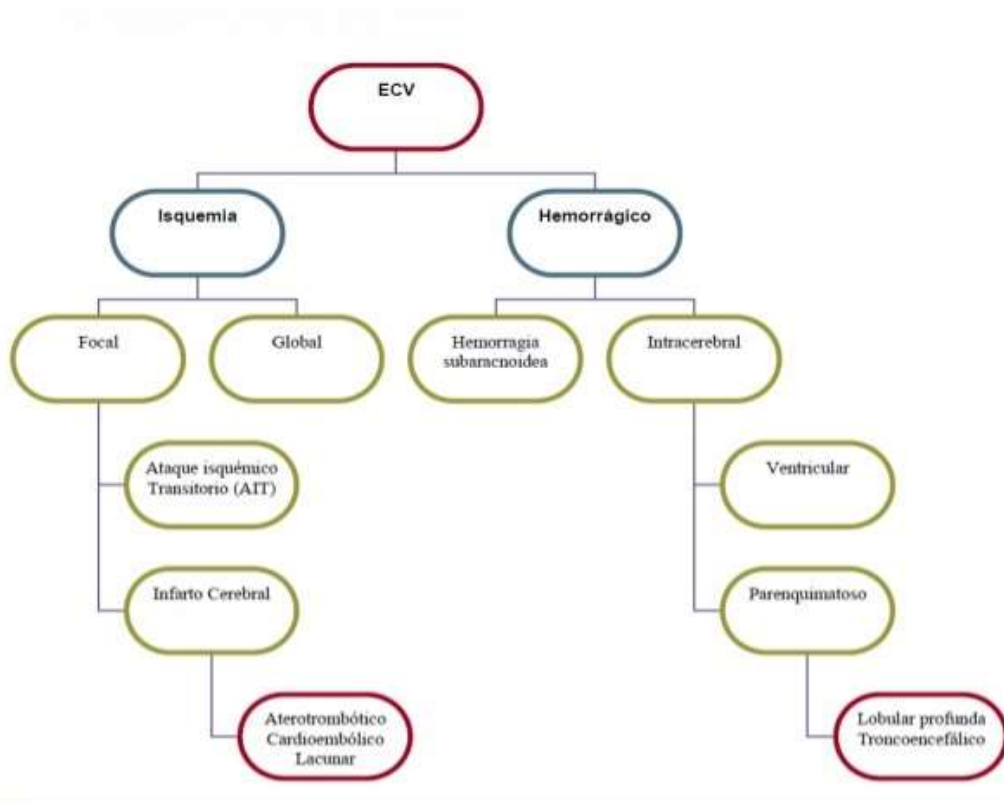 ECV
Isquemia
Hemorrágico
Focal
Global
Hemorragia
subaracnoidea
Intracerebral
Ataque isquémico
Transitorio (AIT)
Ventricular
Infarto Cerebral
Parenquimatoso
Aterotrombótico
Cardioembólico
Lacunar
Lobular profunda
Troncoencefálico